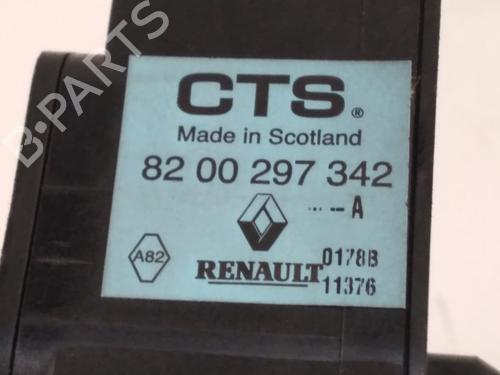 B-PARTS
CTS®
Made in Scotland
82 00 297 342
--- -- A
A82
RENAULT
0178B
11376